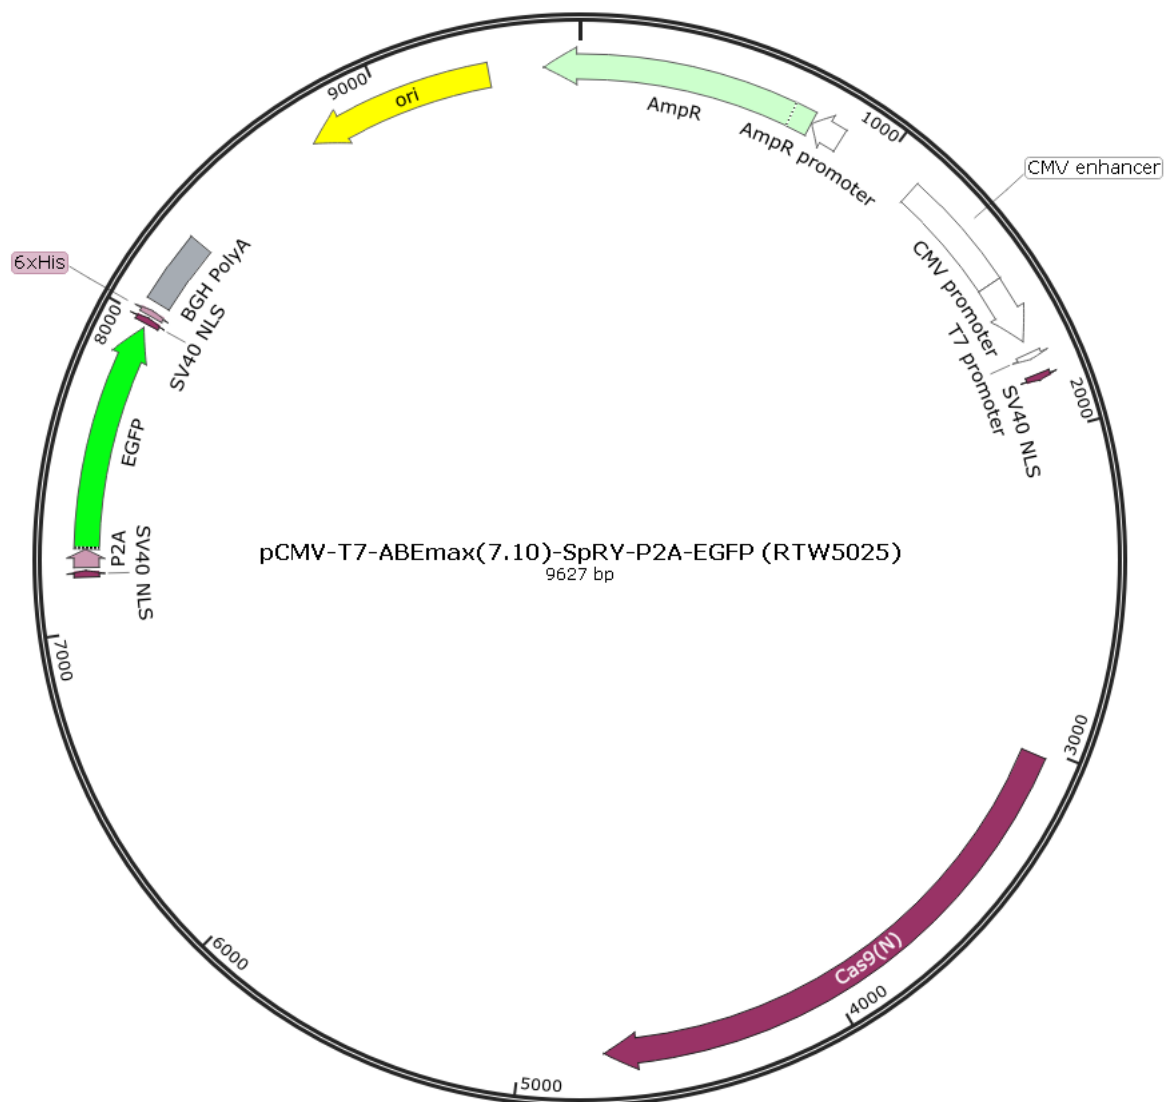 9000
ori
AmpR
AmpR promoter
1000
CMV enhancer
6xHis
BGH PolyA
8000
SV40 NLS
CMV promoter
T7 promoter
SV40 NLS
2000
EGFP
P2A
SV40 NLS
pCMV-T7-ABEmax(7.10)-SpRY-P2A-EGFP (RTW5025)
9627 bp
7000
3000
6000
Cas9(N)
4000
5000